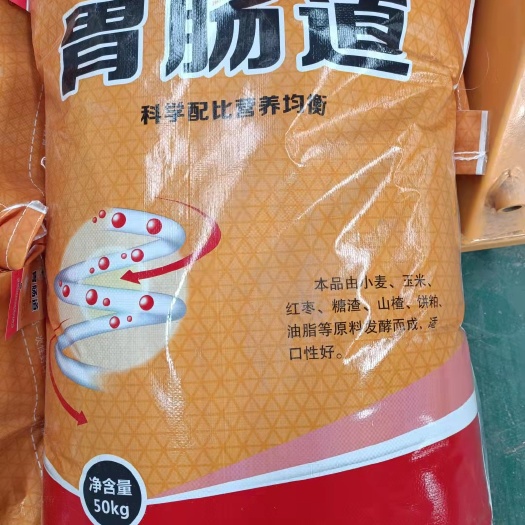 胃肠道
科学配比营养均衡
本品由小麦、玉米、
红枣、糖渣、山楂、饼粕、
油脂等原料发酵而成，适
口性好。
净含量
50kg